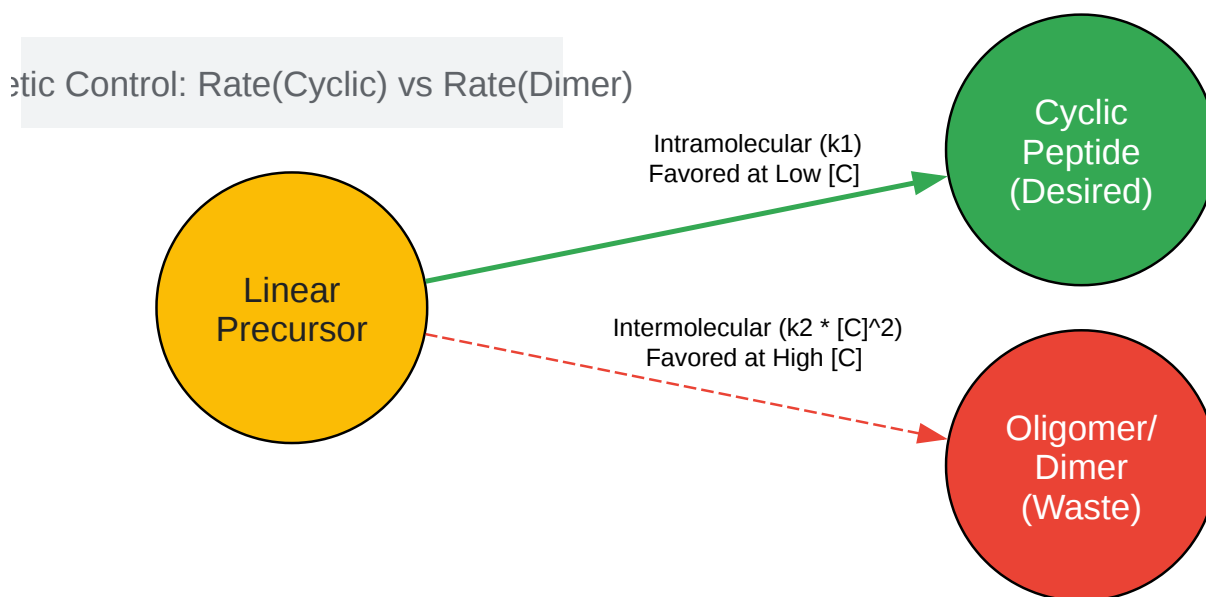 etic Control: Rate(Cyclic) vs Rate(Dimer)
Intramolecular (k1)
Favored at Low [C]
Cyclic
Peptide
(Desired)
Linear
Precursor
Intermolecular (k2 * [C]^2)
Favored at High [C]
Oligomer/
Dimer
(Waste)